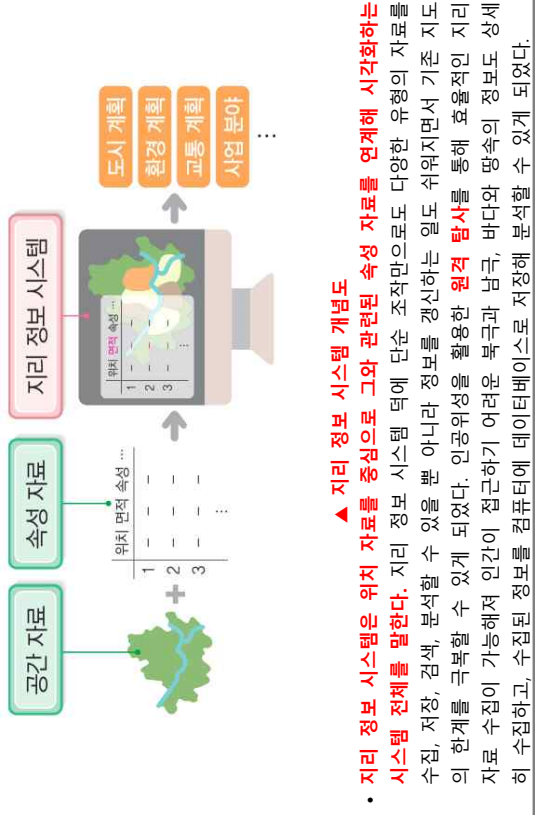 공간 자료
속성 자료
지리 정보 시스템
위치 면적 속성 ···
1 – – –
2 – – –
3 – – –
⋮
위치 면적 속성 ···
1 – – –
2 – – –
3 – – –
⋮
도시 계획
환경 계획
교통 계획
사업 분야
⋮
▲ 지리 정보 시스템 개념도
• 지리 정보 시스템은 위치 자료를 중심으로 그와 관련된 속성 자료를 연계해 시각화하는
시스템 전체를 말한다. 지리 정보 시스템 덕에 단순 조작만으로도 다양한 유형의 자료를
수집, 저장, 검색, 분석할 수 있을 뿐 아니라 정보를 갱신하는 일도 쉬워지면서 기존 지도
의 한계를 극복할 수 있게 되었다. 인공위성을 활용한 원격 탐사를 통해 효율적인 지리
자료 수집이 가능해져 인간이 접근하기 어려운 북극과 남극, 바다와 땅속의 정보도 상세
히 수집하고, 수집된 정보를 컴퓨터에 데이터베이스로 저장해 분석할 수 있게 되었다.
+